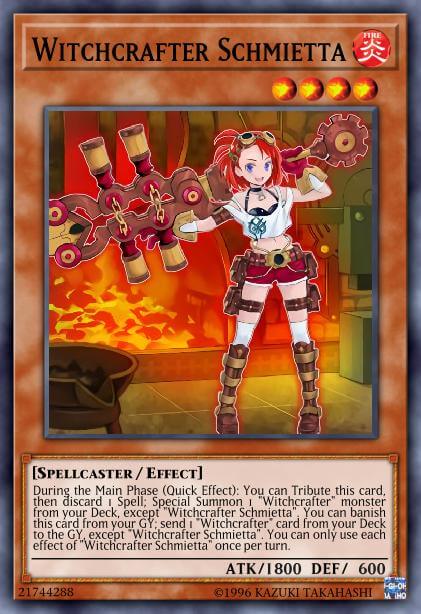 WITCHCRAFTER SCHMIETTA
FIRE
炎
[SPELLCASTER / EFFECT]
During the Main Phase (Quick Effect): You can Tribute this card,
then discard 1 Spell; Special Summon 1 "Witchcrafter" monster
from your Deck, except "Witchcrafter Schmietta". You can banish
this card from your GY; send 1 "Witchcrafter" card from your Deck
to the GY, except "Witchcrafter Schmietta". You can only use each
effect of "Witchcrafter Schmietta" once per turn.
ATK/1800 DEF/ 600
21744288
©1996 KAZUKI TAKAHASHI